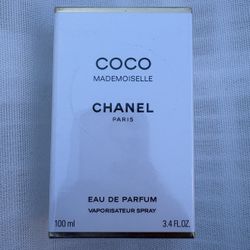 COCO
MADEMOISELLE
CHANEL
PARIS
EAU DE PARFUM
VAPORISATEUR SPRAY
100 ml 3.4 FL.OZ.